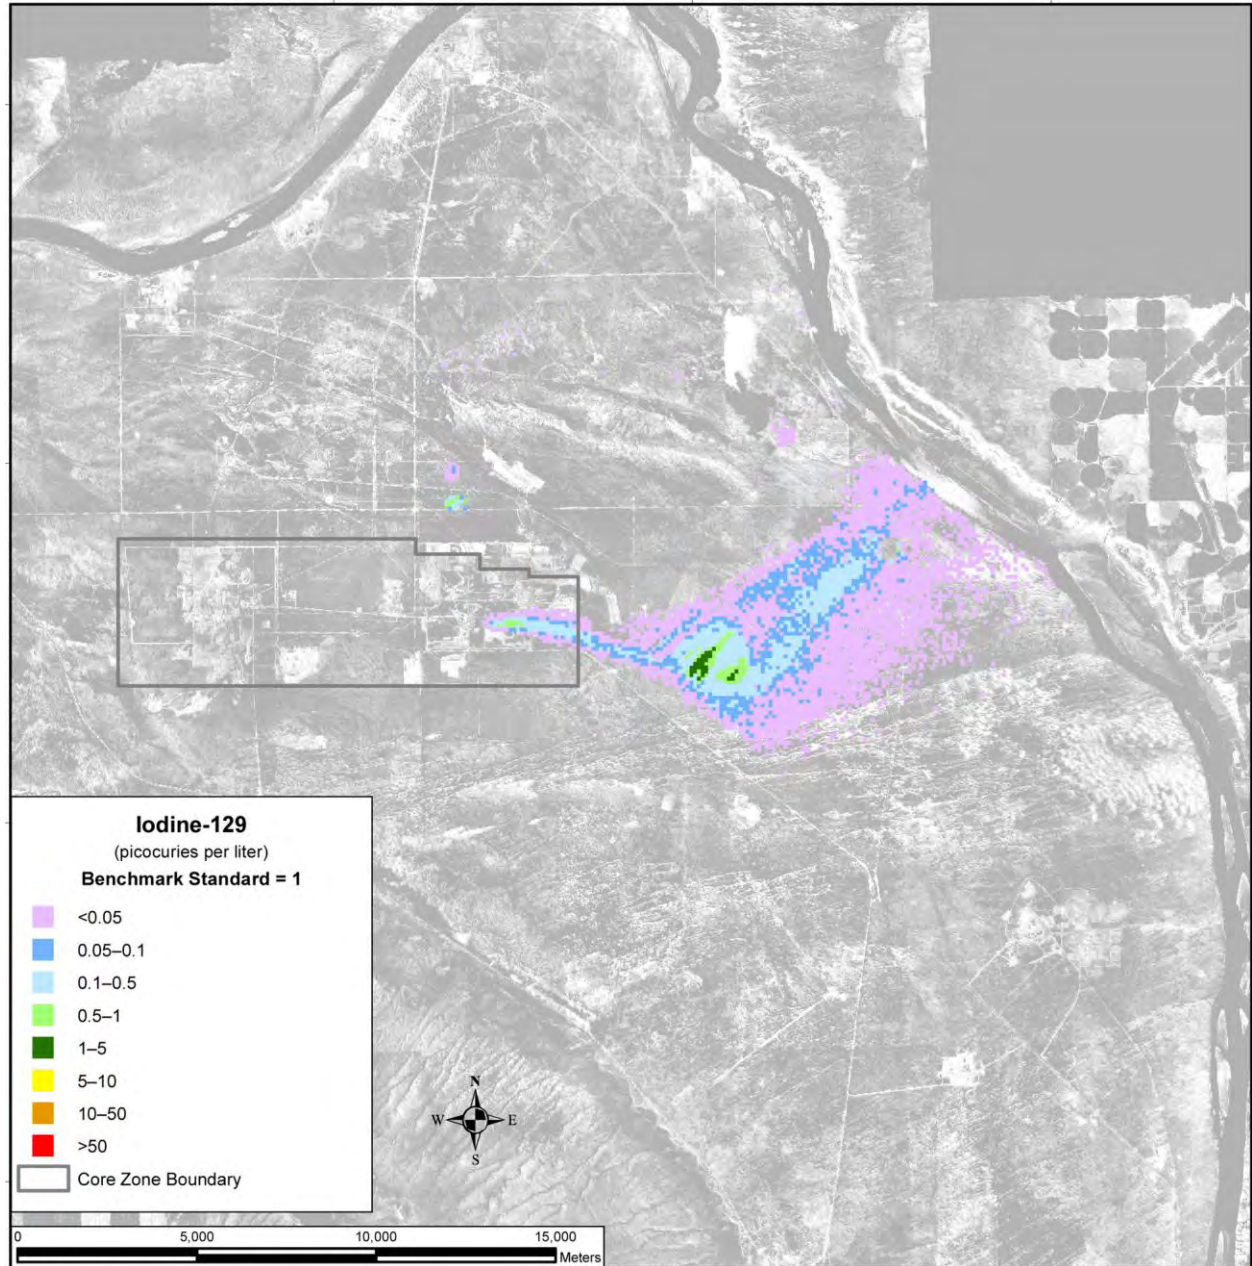 Iodine-129
(picocuries per liter)
Benchmark Standard = 1
<0.05
0.05–0.1
0.1–0.5
0.5–1
1–5
5–10
10–50
>50
Core Zone Boundary
N
W E
S
0 5,000 10,000 15,000
Meters